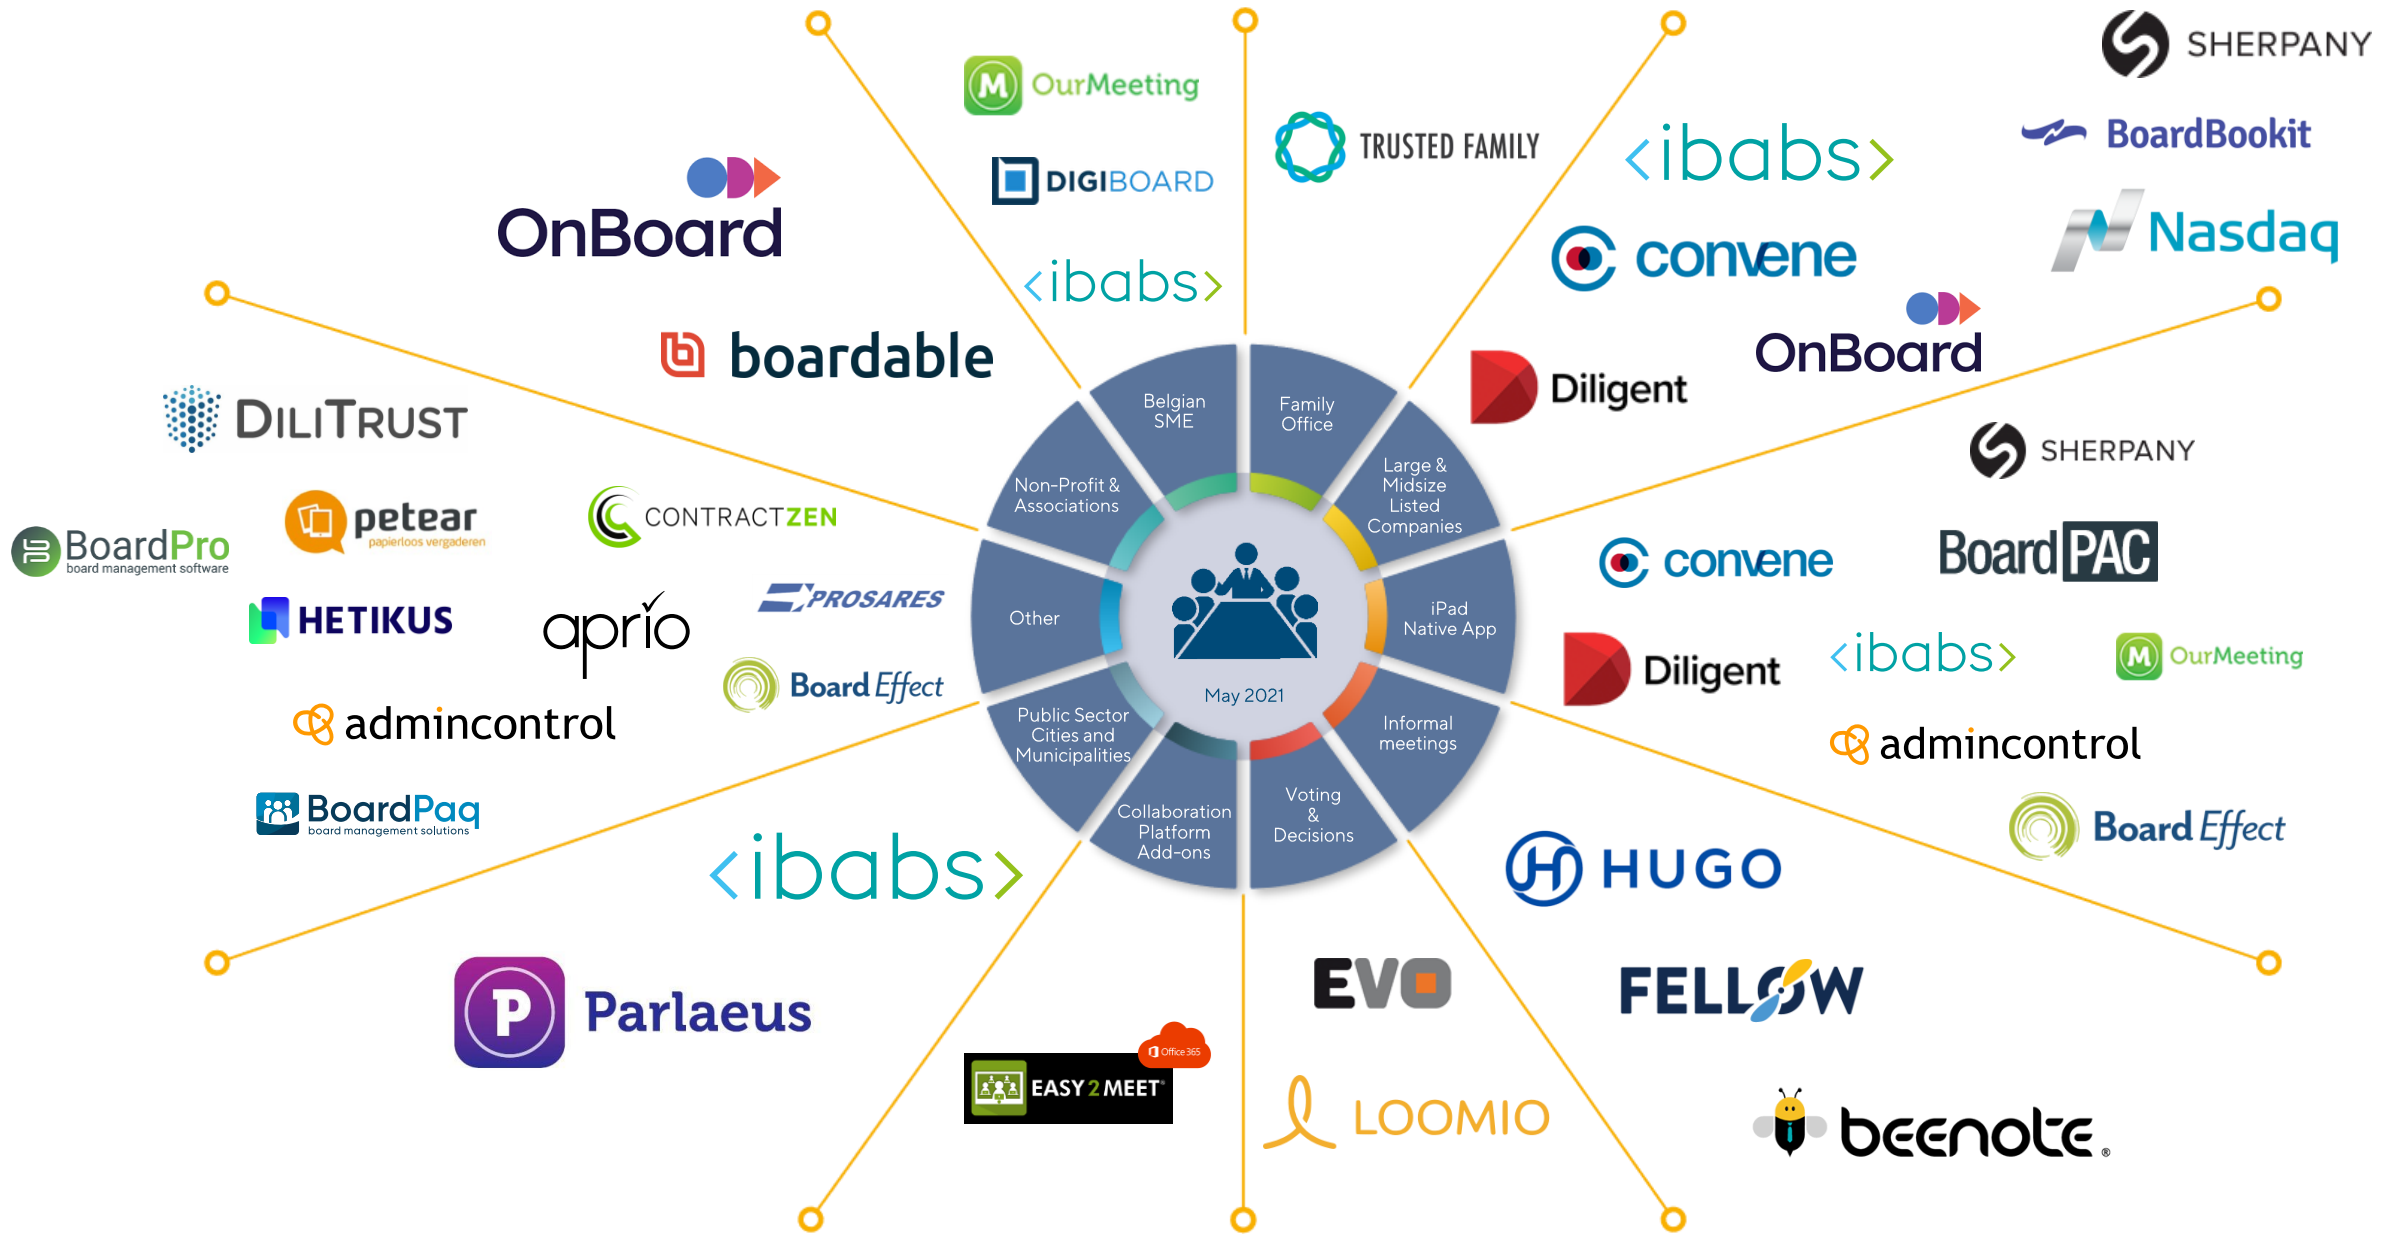 OurMeeting
DIGIBOARD
<ibabs>
TRUSTED FAMILY
<ibabs>
convene
Diligent
OnBoard
SHERPANY
BoardBookit
Nasdaq
OnBoard
boardable
SHERPANY
convene
BoardPAC
Diligent
<ibabs>
OurMeeting
admincontrol
Board Effect
DILITRUST
petear
papierloos vergaderen
BoardPro
board management software
CONTRACTZEN
HETIKUS
aprio
PROSARES
Board Effect
admincontrol
BoardPaq
board management solutions
Belgian
SME
Family
Office
Large &
Midsize
Listed
Companies
iPad
Native App
Informal
meetings
Voting
&
Decisions
Collaboration
Platform
Add-ons
Public Sector
Cities and
Municipalities
Other
Non-Profit &
Associations
May 2021
<ibabs>
P Parlaeus
Office 365
EASY2MEET
EVO
LOOMIO
HUGO
FELLOW
beenote®